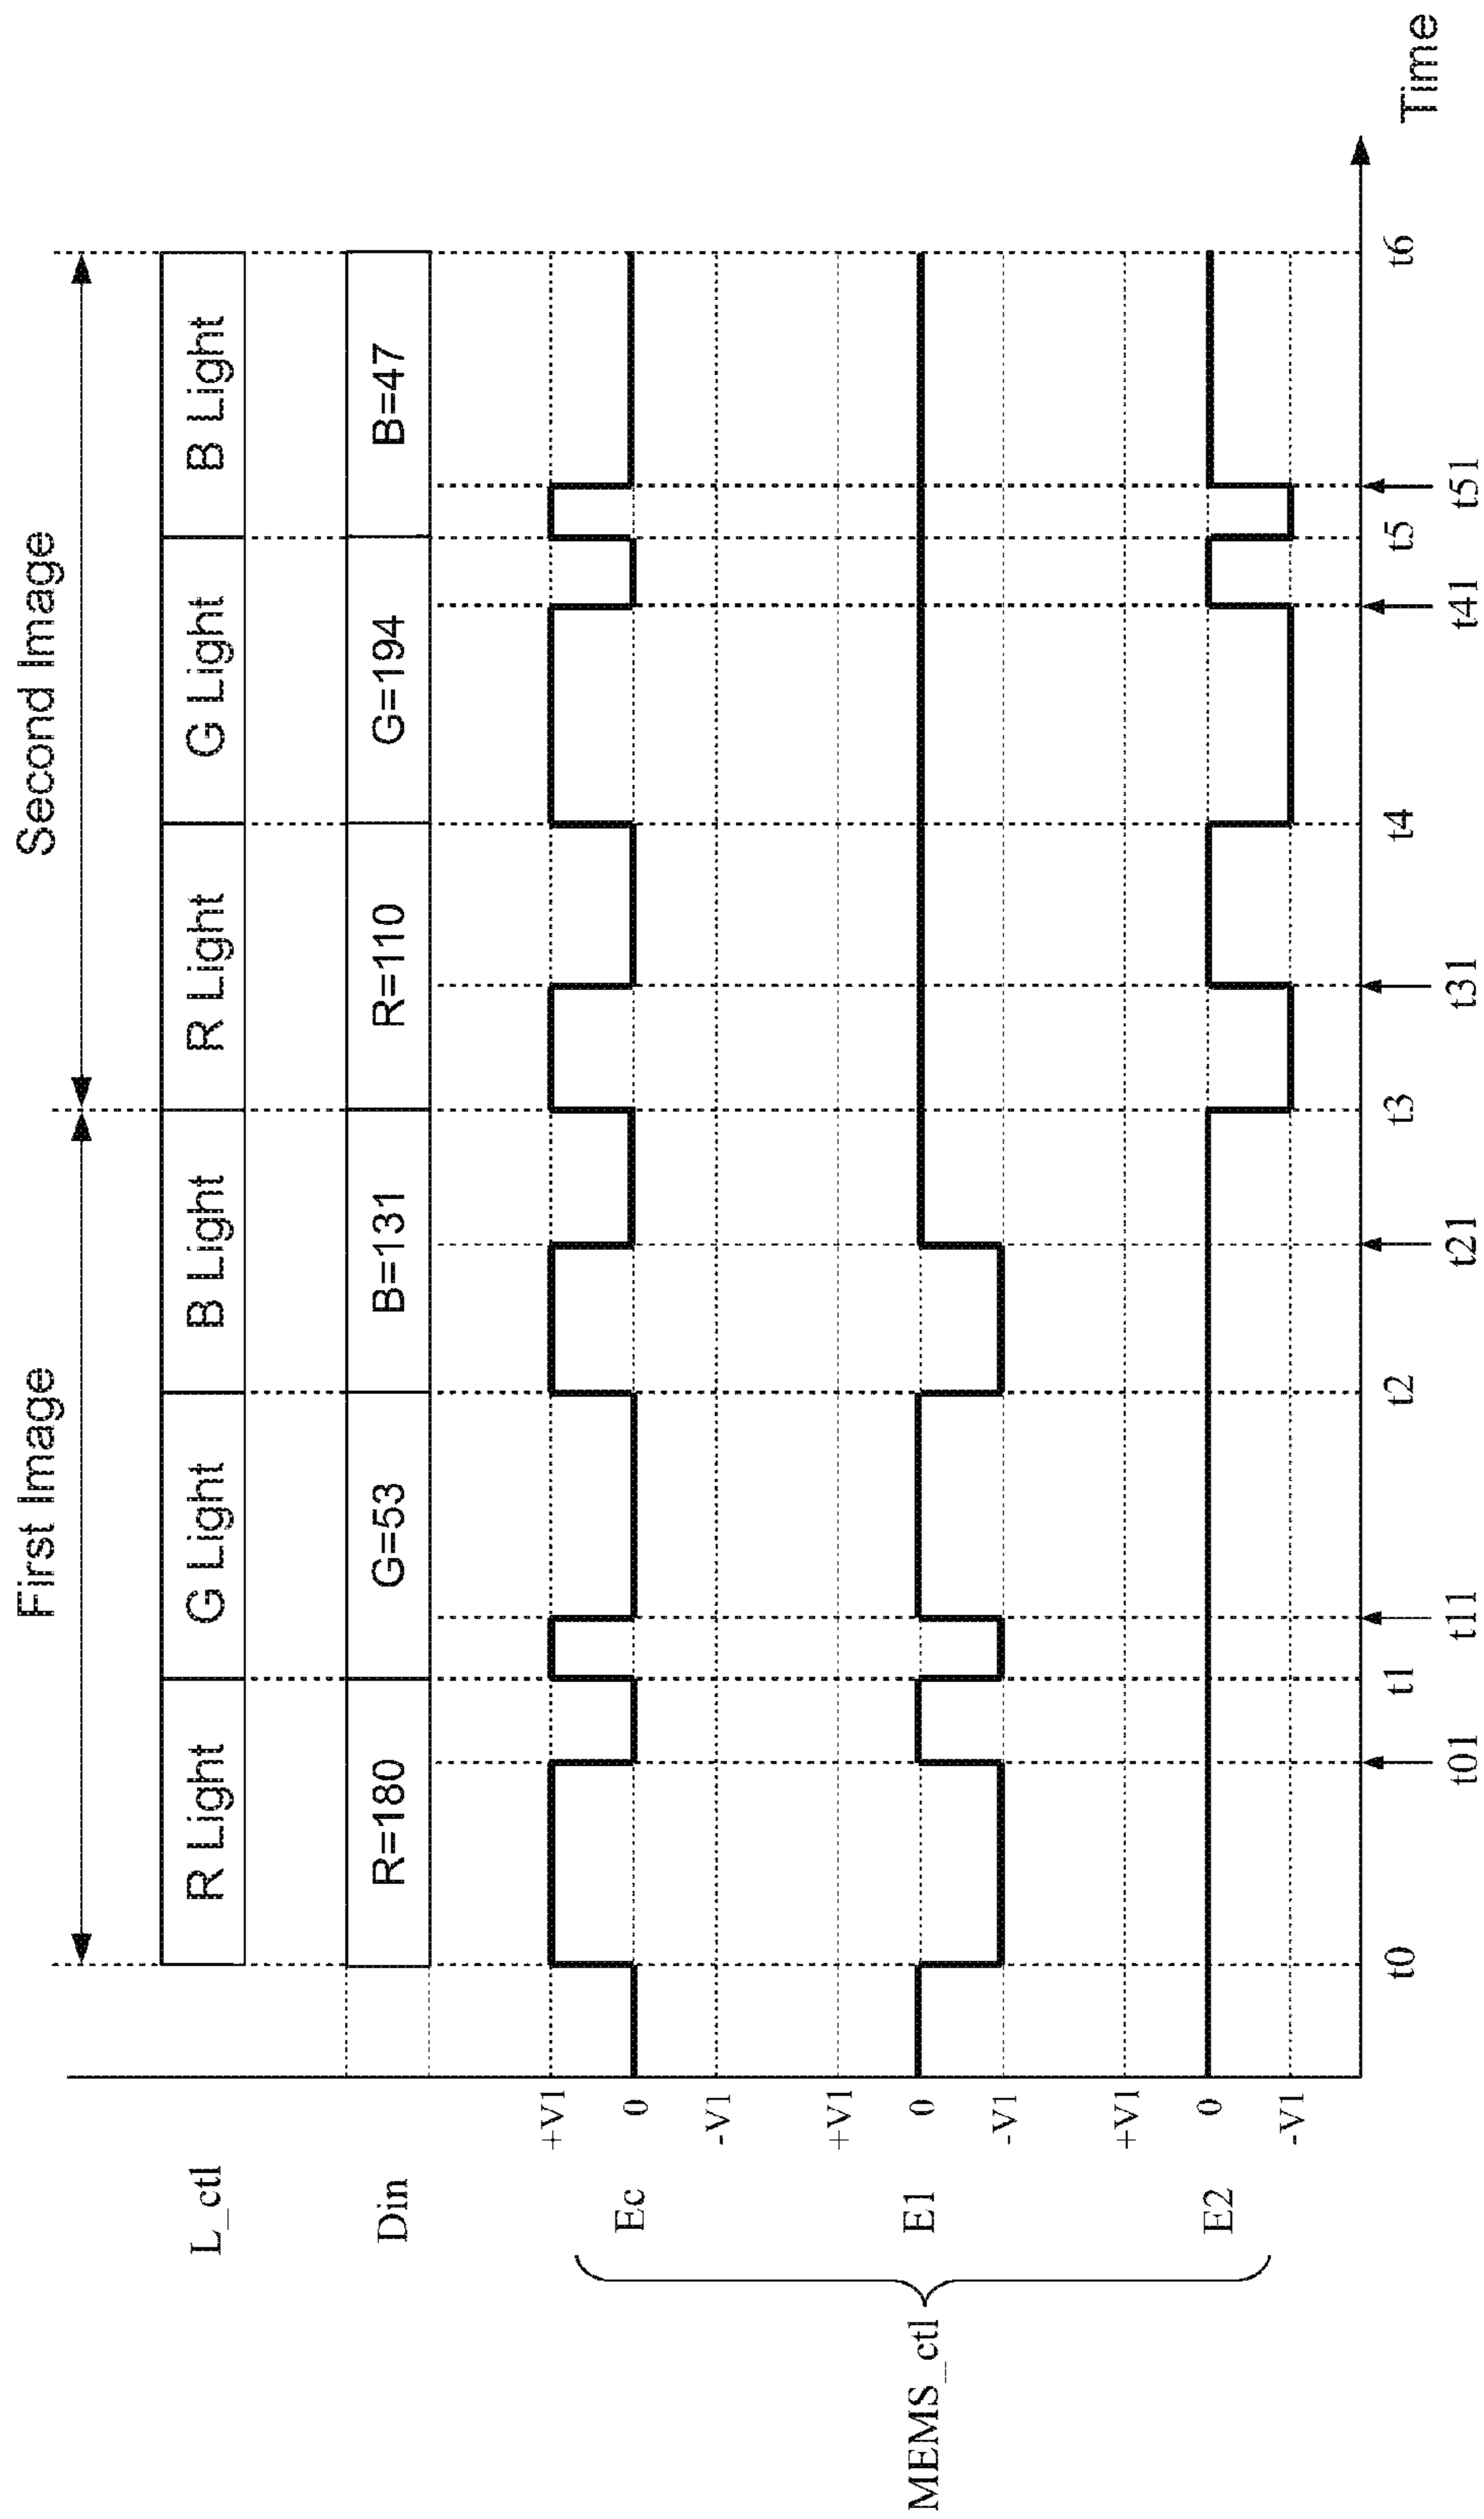 First Image Second Image
L_ctl R Light G Light B Light R Light G Light B Light
Din R=180 G=53 B=131 R=110 G=194 B=47
MEMS_ctl
Ec +V1 0 -V1
E1 +V1 0 -V1
E2 +V1 0 -V1
t0 t1 t2 t3 t4 t5 t6
t01 t11 t21 t31 t41 t51
Time